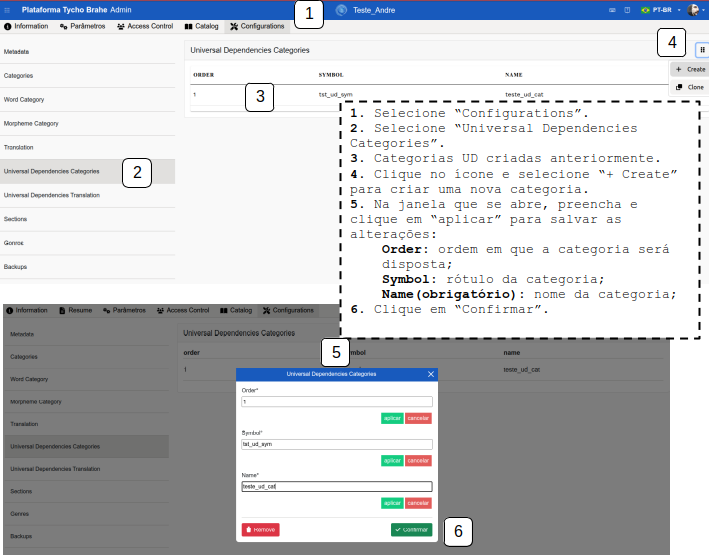 Plataforma Tycho Brahe Admin
Teste_Andre
PT-BR
Information
Parâmetros
Access Control
Catalog
Configurations
1
4
Metadata
Categories
Word Category
Morpheme Category
Translation
Universal Dependencies Categories
2
Universal Dependencies Translation
Sections
Genres
Backups
Universal Dependencies Categories
ORDER SYMBOL NAME
1 tst_ud_sym teste_ud_cat
3
+ Create
Clone
1. Selecione “Configurations”.
2. Selecione “Universal Dependencies
Categories”.
3. Categorias UD criadas anteriormente.
4. Clique no ícone e selecione “+ Create”
para criar uma nova categoria.
5. Na janela que se abre, preencha e
clique em “aplicar” para salvar as
alterações:
Order: ordem em que a categoria será
disposta;
Symbol: rótulo da categoria;
Name(obrigatório): nome da categoria;
6. Clique em “Confirmar”.
Information
Resume
Parâmetros
Access Control
Catalog
Configurations
Metadata
Categories
Word Category
Morpheme Category
Translation
Universal Dependencies Categories
Universal Dependencies Translation
Sections
Genres
Backups
Universal Dependencies Categories
order mbol name
1 teste_ud_cat
5
Universal Dependencies Categories
Order*
1
aplicar cancelar
Symbol*
tst_ud_sym
aplicar cancelar
Name*
teste_ud_cat
aplicar cancelar
Remove
Confirmar
6